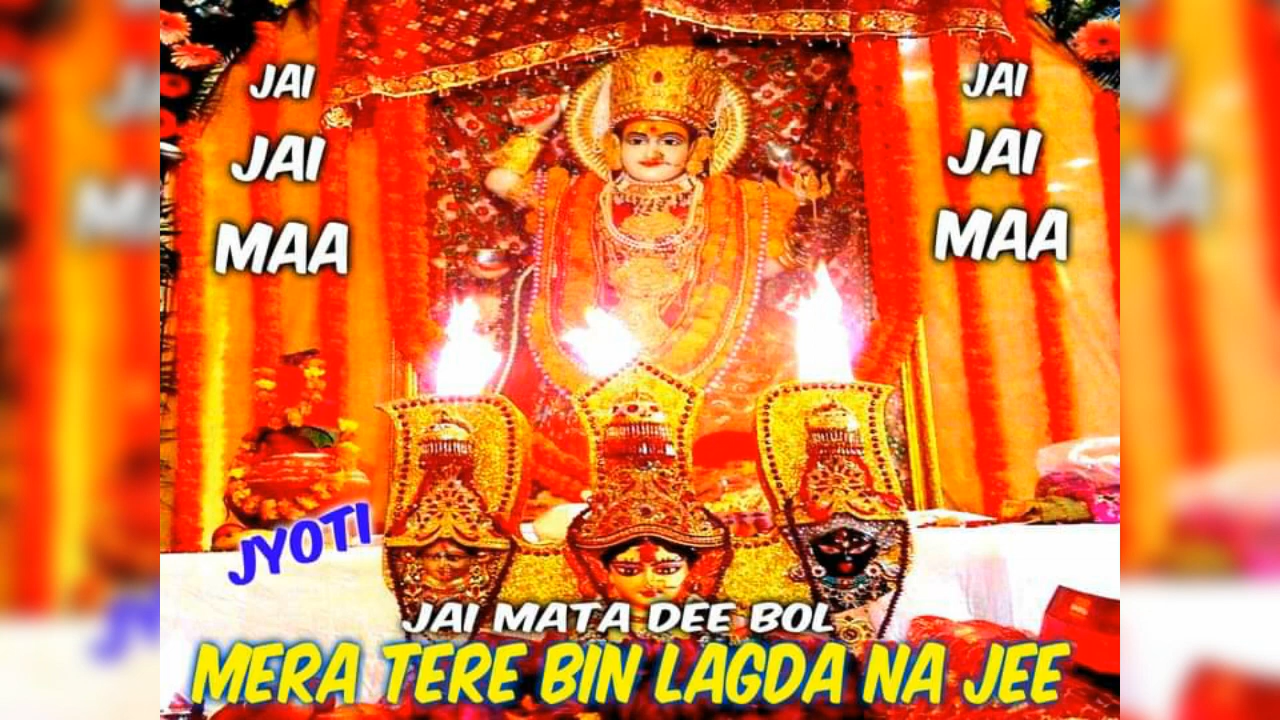 JAI
JAI
MAA
JAI
JAI
MAA
JYOTI
JAI MATA DEE BOL
MERA TERE BIN LAGDA NA JEE